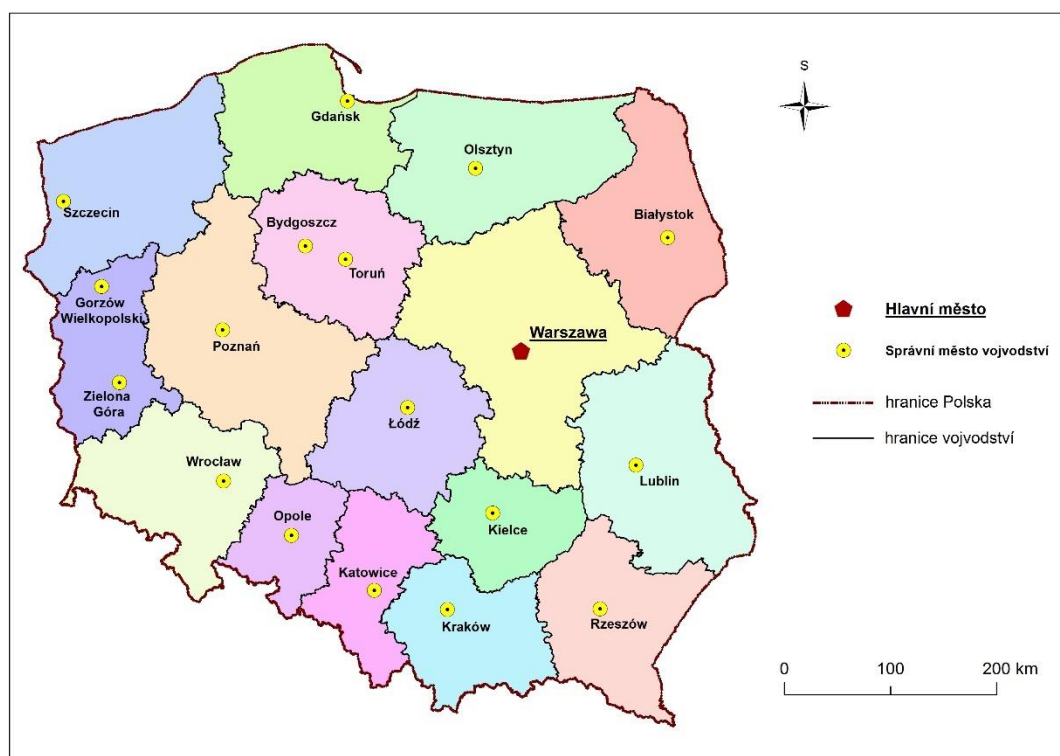 S
Gdańsk
Olsztyn
Szczecin
Białystok
Bydgoszcz
Toruń
Gorzów
Wielkopolski
Hlavní město
Warszawa
Poznań
Správní město vojvodství
Zielona
Góra
hranice Polska
Łódź
hranice vojvodství
Wrocław
Lublin
Opole
Kielce
Katowice
Kraków
Rzeszów
0 100 200 km